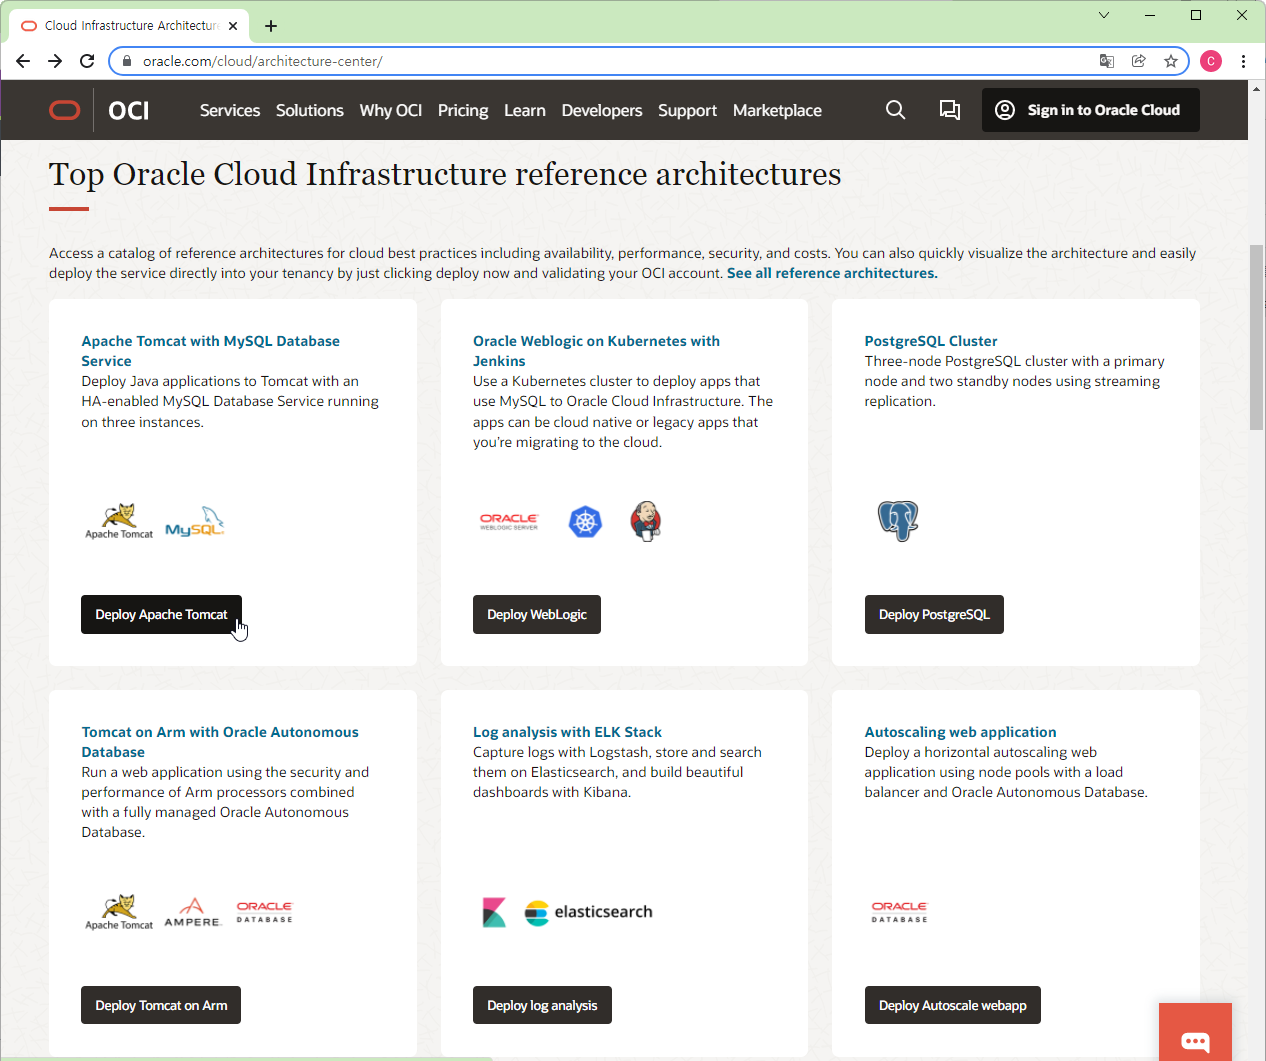 Cloud Infrastructure Architectur
oracle.com/cloud/architecture-center/
C
OCI
Services Solutions Why OCI Pricing Learn Developers Support Marketplace
Sign in to Oracle Cloud
Top Oracle Cloud Infrastructure reference architectures
Access a catalog of reference architectures for cloud best practices including availability, performance, security, and costs. You can also quickly visualize the architecture and easily
deploy the service directly into your tenancy by just clicking deploy now and validating your OCI account. See all reference architectures.
Apache Tomcat with MySQL Database
Service
Deploy Java applications to Tomcat with an
HA-enabled MySQL Database Service running
on three instances.
Apache Tomcat
MySQL
Deploy Apache Tomcat
Oracle Weblogic on Kubernetes with
Jenkins
Use a Kubernetes cluster to deploy apps that
use MySQL to Oracle Cloud Infrastructure. The
apps can be cloud native or legacy apps that
you're migrating to the cloud.
ORACLE
WEBLOGIC SERVER
Deploy WebLogic
PostgreSQL Cluster
Three-node PostgreSQL cluster with a primary
node and two standby nodes using streaming
replication.
Deploy PostgreSQL
Tomcat on Arm with Oracle Autonomous
Database
Run a web application using the security and
performance of Arm processors combined
with a fully managed Oracle Autonomous
Database.
Apache Tomcat
AMPERE
ORACLE
DATABASE
Deploy Tomcat on Arm
Log analysis with ELK Stack
Capture logs with Logstash, store and search
them on Elasticsearch, and build beautiful
dashboards with Kibana.
elasticsearch
Deploy log analysis
Autoscaling web application
Deploy a horizontal autoscaling web
application using node pools with a load
balancer and Oracle Autonomous Database.
ORACLE
DATABASE
Deploy Autoscale webapp